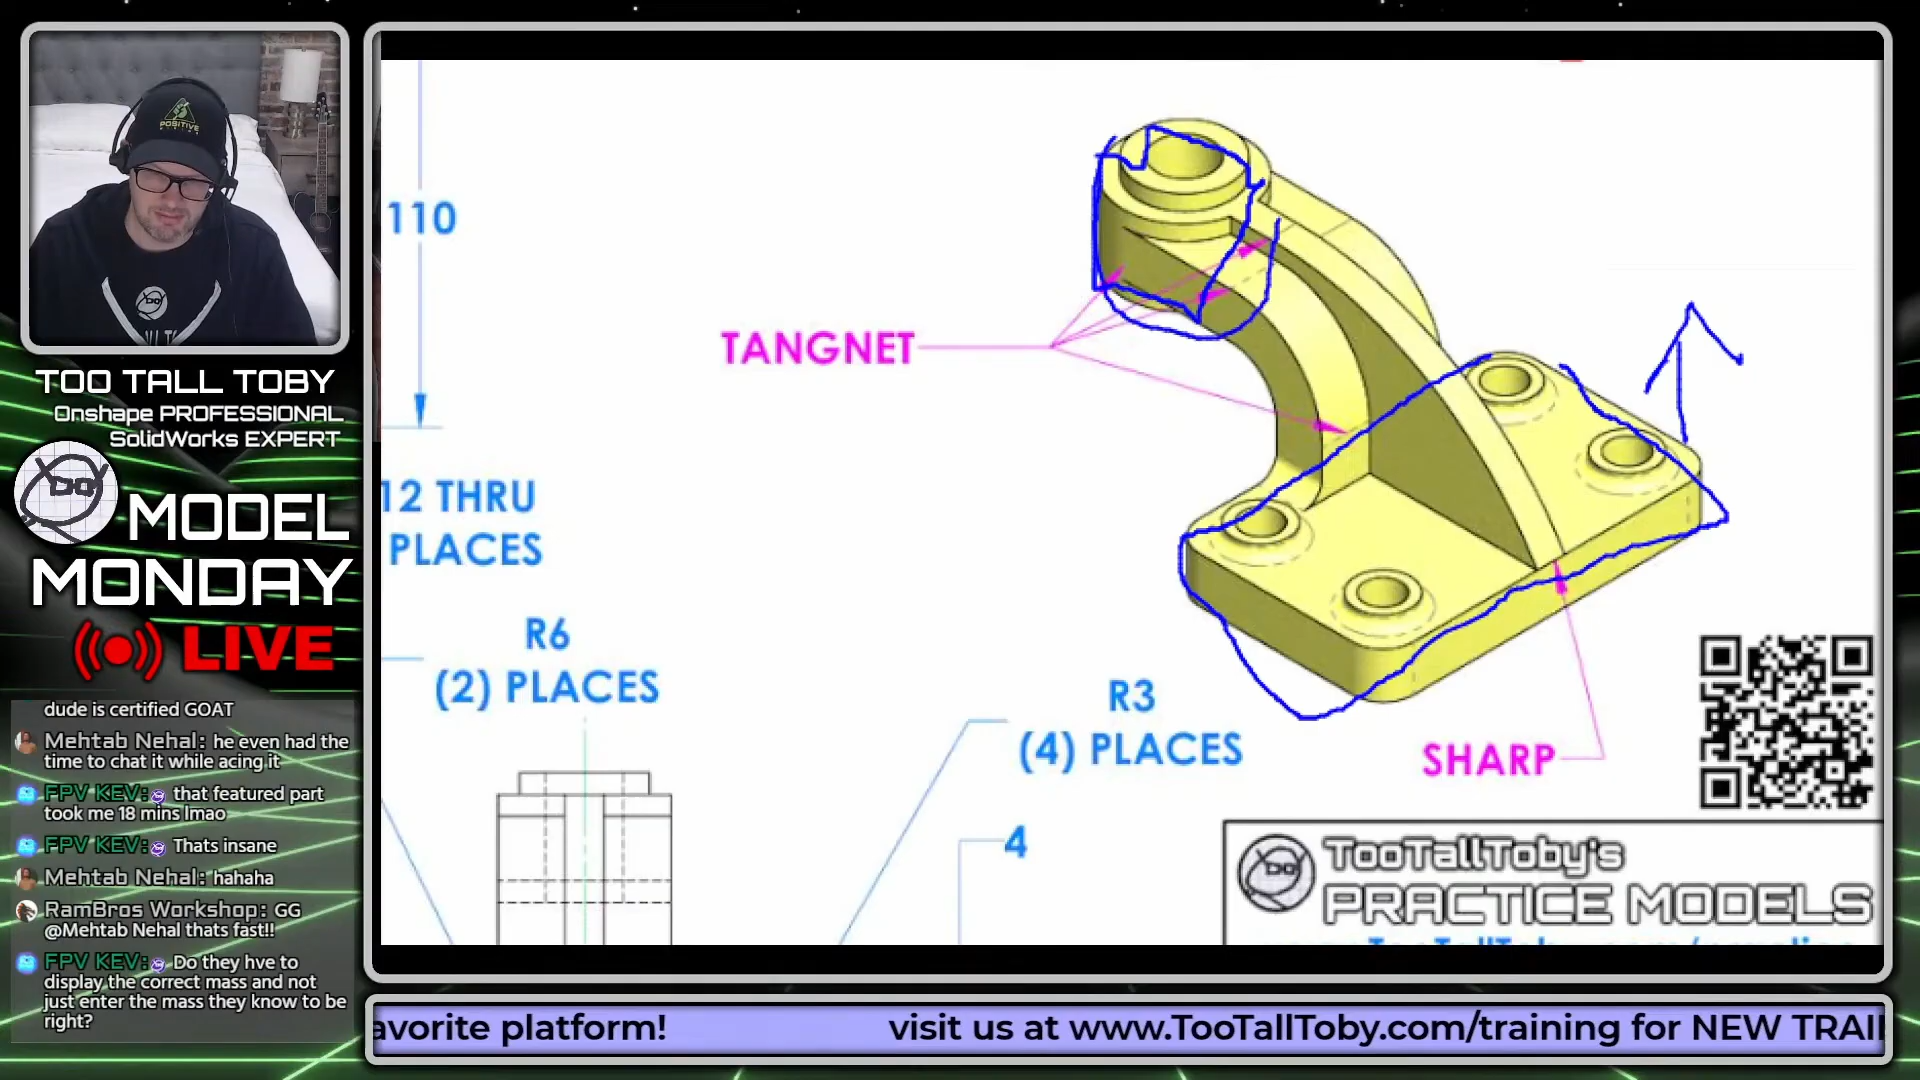 POSITIVE
TOO TALL TOBY
Onshape PROFESSIONAL
SolidWorks EXPERT
MODEL
MONDAY
LIVE
dude is certified GOAT
Mehtab Nehal: he even had the
time to chat it while acing it
FPV KEV: that featured part
took me 18 mins lmao
FPV KEV: Thats insane
Mehtab Nehal: hahaha
RamBros Workshop: GG
@Mehtab Nehal thats fast!!
FPV KEV: Do they hve to
display the correct mass and not
just enter the mass they know to be
right?
110
12 THRU
PLACES
R6
(2) PLACES
TANGNET
R3
(4) PLACES
4
SHARP
TooTallToby's
PRACTICE MODELS
avorite platform! visit us at www.TooTallToby.com/training for NEW TRAI